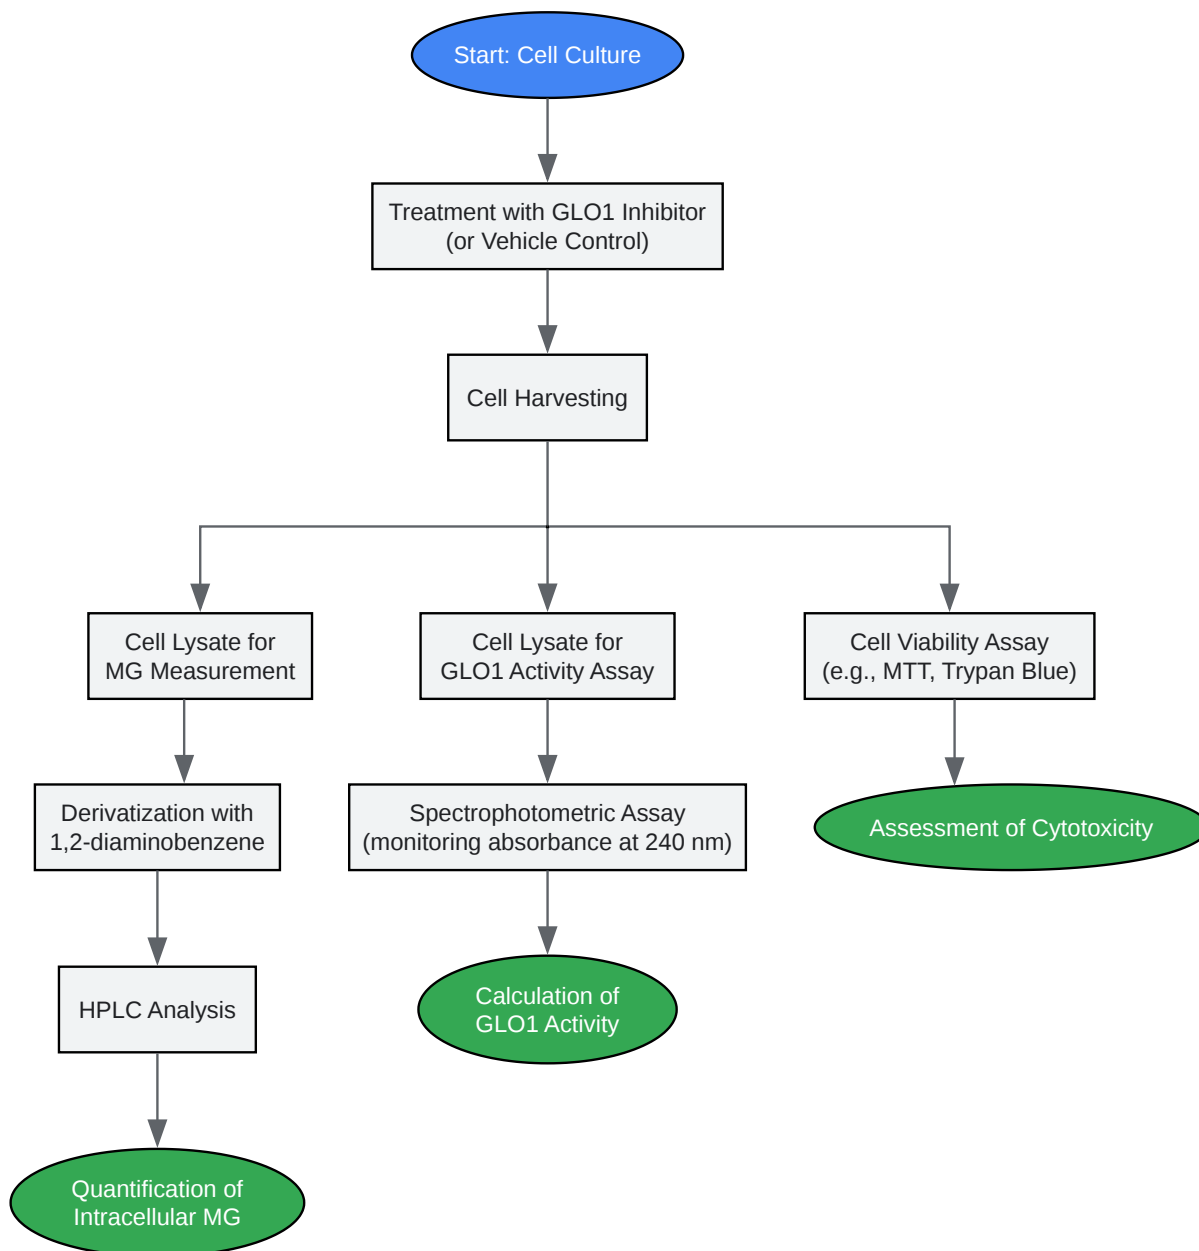 Start: Cell Culture
Treatment with GLO1 Inhibitor
(or Vehicle Control)
Cell Harvesting
Cell Lysate for
MG Measurement
Cell Lysate for
GLO1 Activity Assay
Cell Viability Assay
(e.g., MTT, Trypan Blue)
Derivatization with
1,2-diaminobenzene
Spectrophotometric Assay
(monitoring absorbance at 240 nm)
Assessment of Cytotoxicity
HPLC Analysis
Calculation of
GLO1 Activity
Quantification of
Intracellular MG